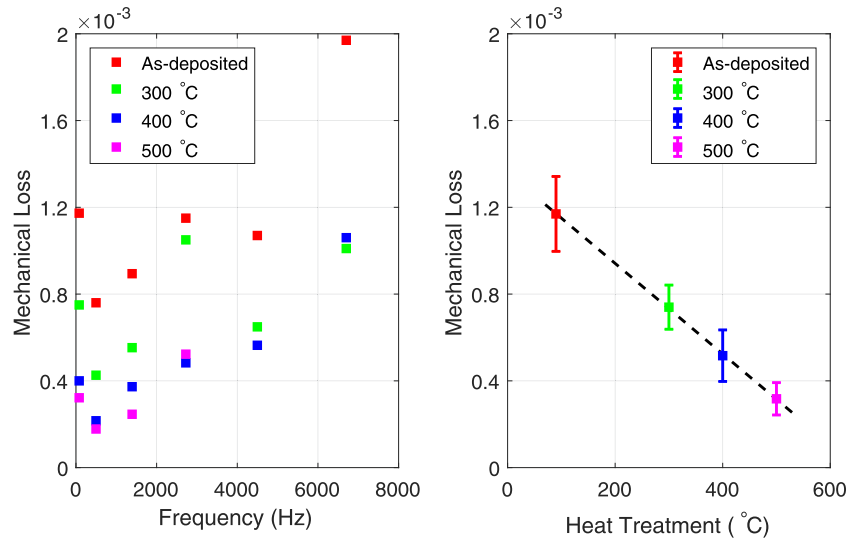 ×10⁻³
2
1.6
1.2
0.8
0.4
0
Mechanical Loss
As-deposited
300 °C
400 °C
500 °C
0 2000 4000 6000 8000
Frequency (Hz)
×10⁻³
2
1.6
1.2
0.8
0.4
0
Mechanical Loss
As-deposited
300 °C
400 °C
500 °C
0 200 400 600
Heat Treatment ( °C)